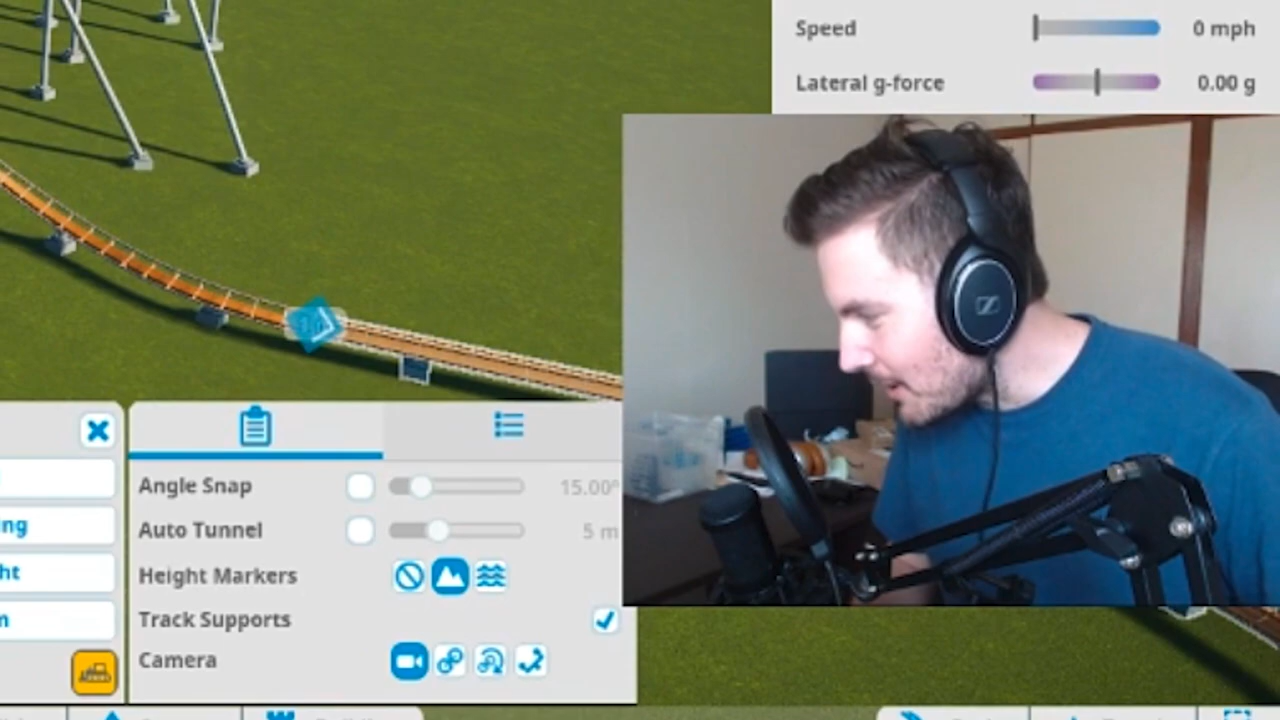 Speed 0 mph
Lateral g-force 0.00 g
Angle Snap 15.00°
ng
Auto Tunnel 5 m
ht
Height Markers
Track Supports
Camera